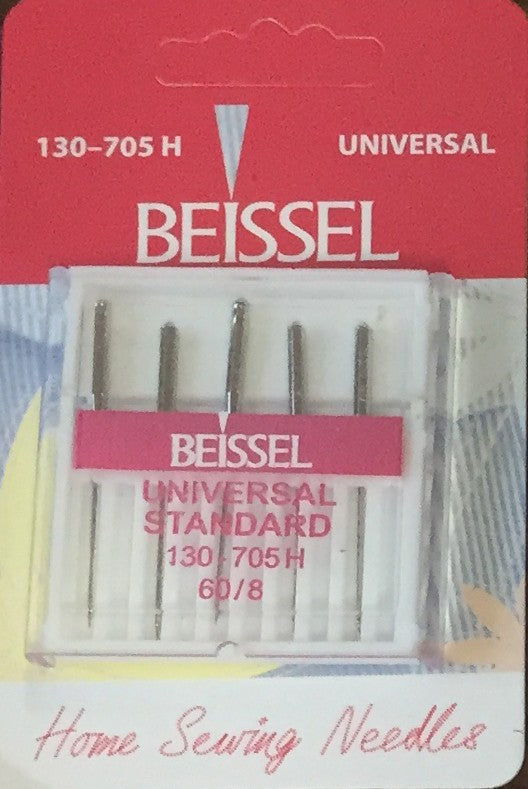 130–705 H UNIVERSAL
BEISSEL
BEISSEL
UNIVERSAL
STANDARD
130-705 H
60/8
Home Sewing Needles